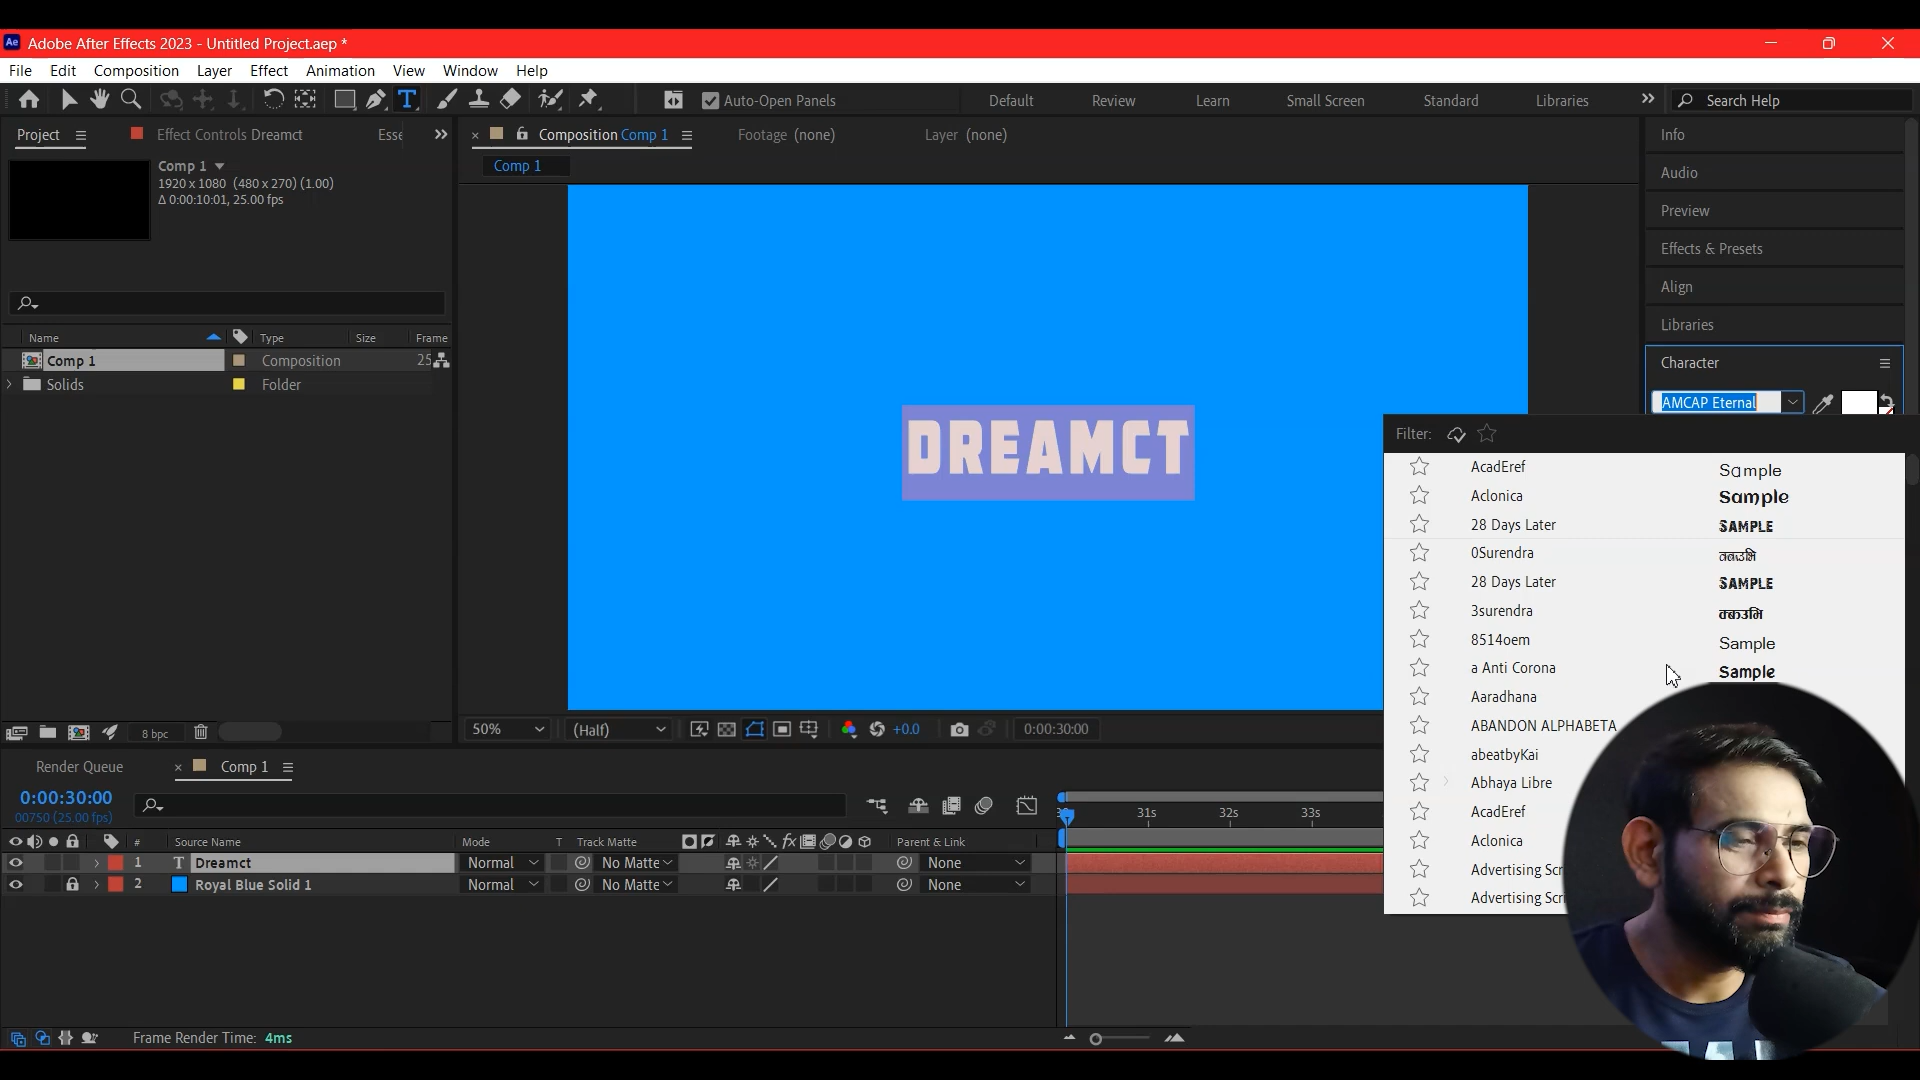 Ae Adobe After Effects 2023 - Untitled Project.aep *
File Edit Composition Layer Effect Animation View Window Help
T Auto-Open Panels Default Review Learn Small Screen Standard Libraries Search Help
Project Effect Controls Dreamct Esse
Composition Comp 1 Footage (none) Layer (none)
Comp 1
Comp 1
1920 x 1080 (480 x 270) (1.00)
Δ 0:00:10:01, 25.00 fps
Name Type Size Frame
Comp 1 Composition 25
Solids Folder
8 bpc
DREAMCT
50% (Half) +0.0 0:00:30:00
Info
Audio
Preview
Effects & Presets
Align
Libraries
Character
AMCAP Eternal
Filter:
AcadEref Sample
Aclonica Sample
28 Days Later SAMPLE
0Surendra
28 Days Later SAMPLE
3surendra
8514oem Sample
a Anti Corona Sample
Aaradhana
ABANDON ALPHABETA
abeatbyKai
Abhaya Libre
AcadEref
Aclonica
Advertising Scri
Advertising Scri
Render Queue Comp 1
0:00:30:00
00750 (25.00 fps)
31s 32s 33s
# Source Name Mode T Track Matte fx Parent & Link
1 T Dreamct Normal No Matte None
2 Royal Blue Solid 1 Normal No Matte None
Frame Render Time: 4ms